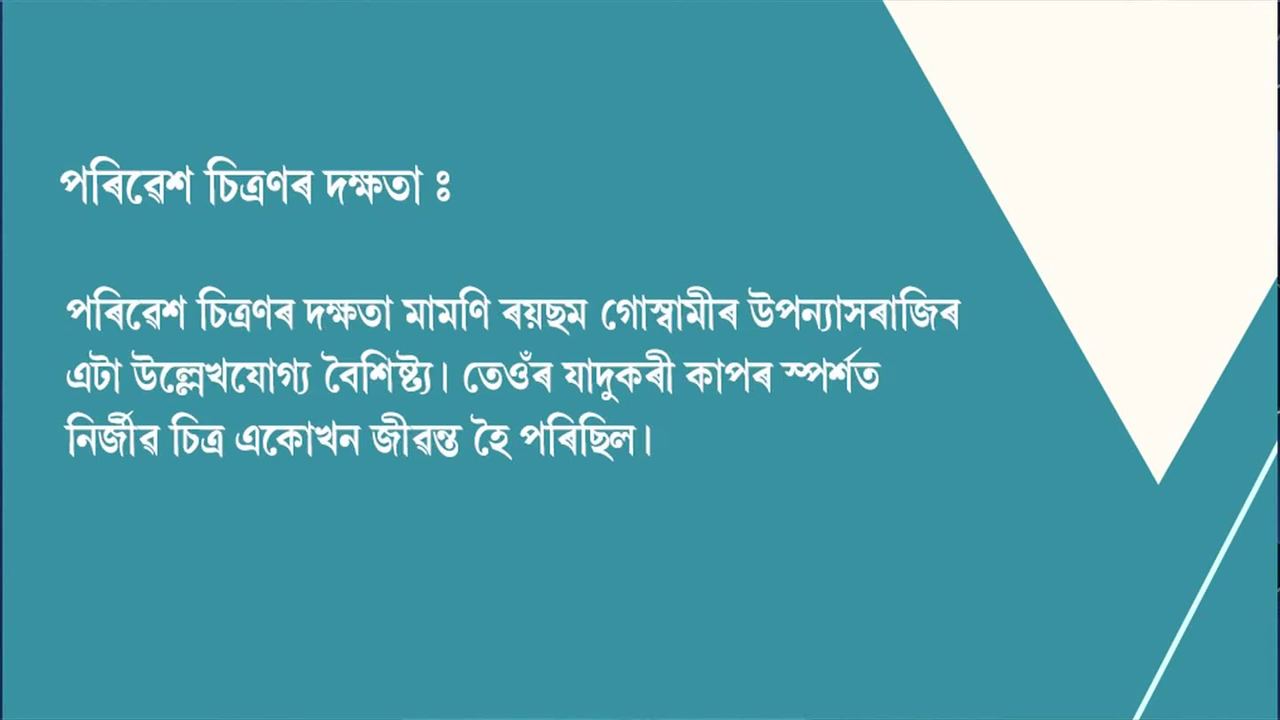 পৰিৱেশ চিত্ৰণৰ দক্ষতা ঃ
পৰিৱেশ চিত্ৰণৰ দক্ষতা মামণি ৰয়ছম গোস্বামীৰ উপন্যাসৰাজিৰ
এটা উল্লেখযোগ্য বৈশিষ্ট্য। তেওঁৰ যাদুকৰী কাপৰ স্পৰ্শত
নিৰ্জীৱ চিত্ৰ একোখন জীৱন্ত হৈ পৰিছিল।